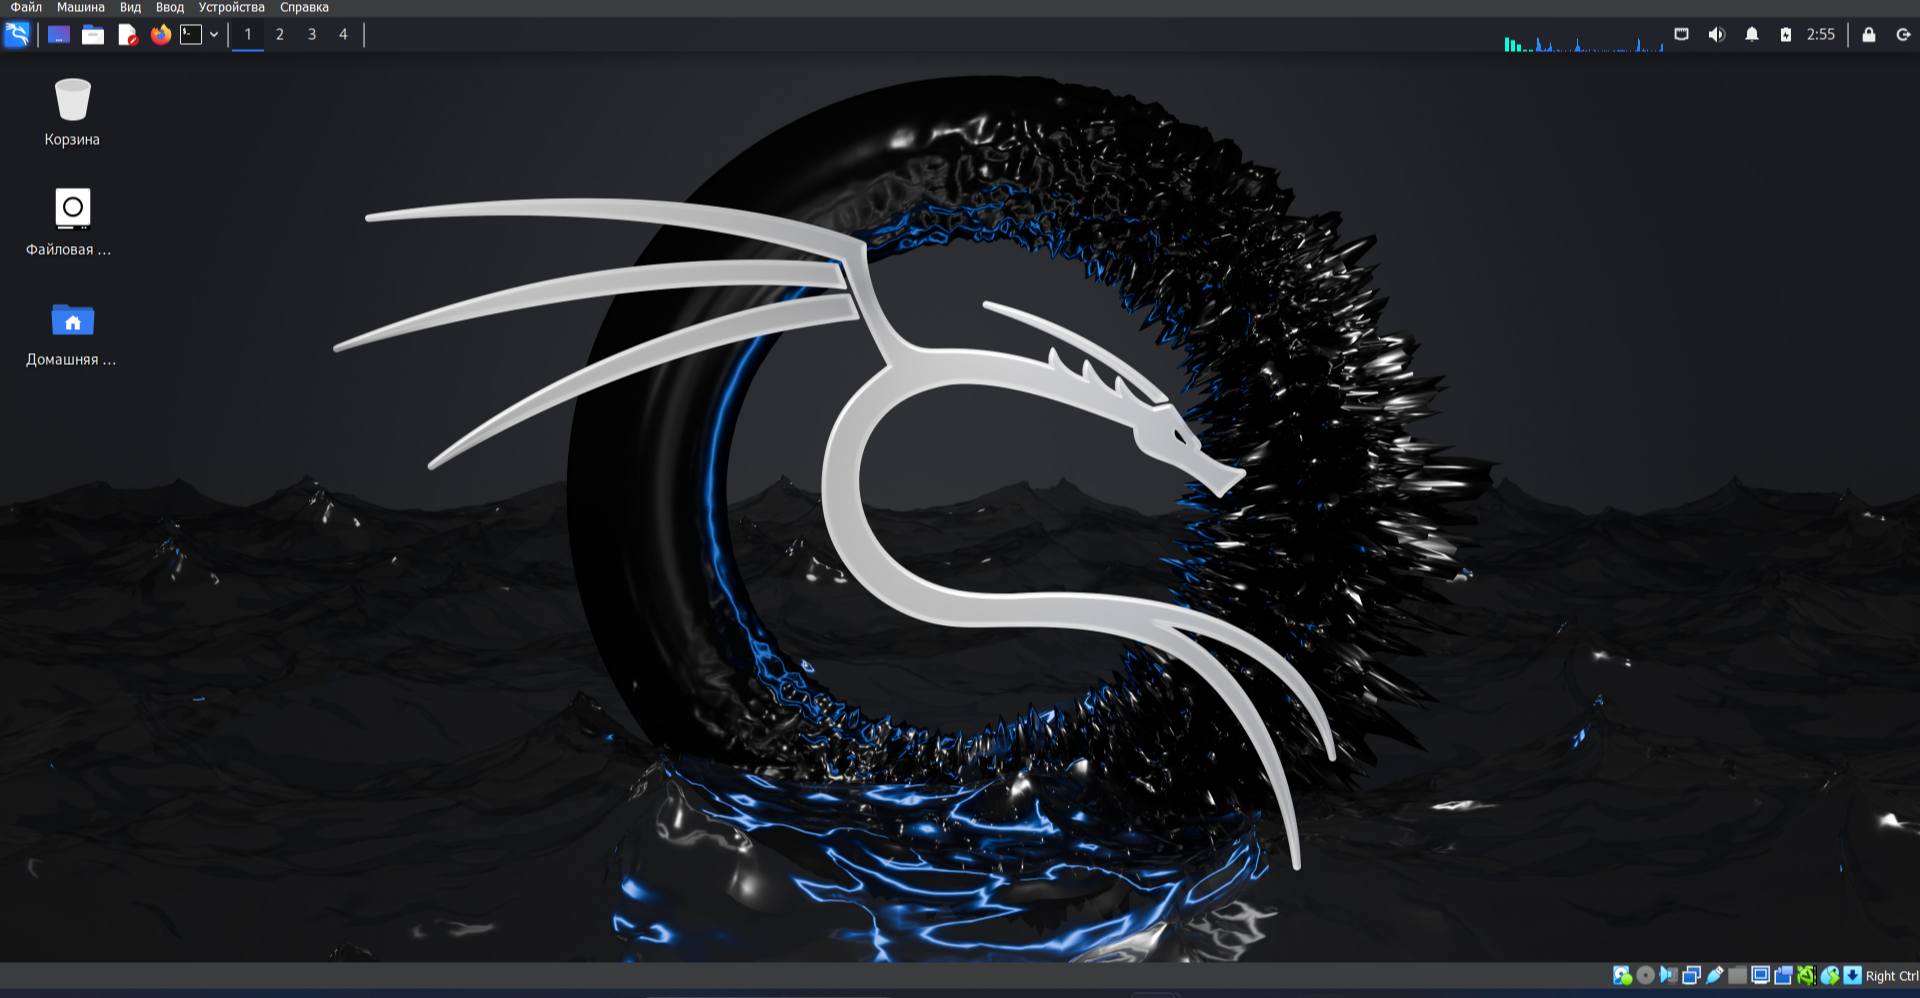 Файл Машина Вид Ввод Устройства Справка
1 2 3 4 2:55
Корзина
Файловая ...
Домашняя ...
Right Ctrl